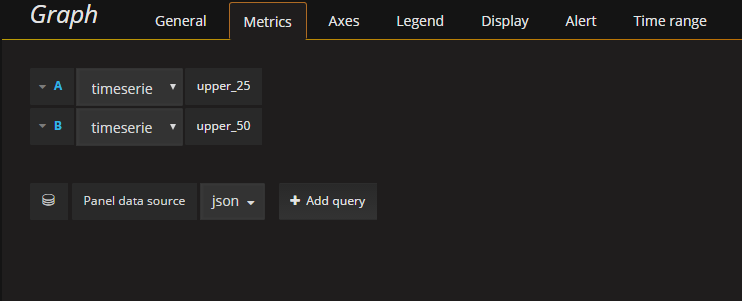 Graph General Metrics Axes Legend Display Alert Time range
A timeserie upper_25
B timeserie upper_50
Panel data source json Add query